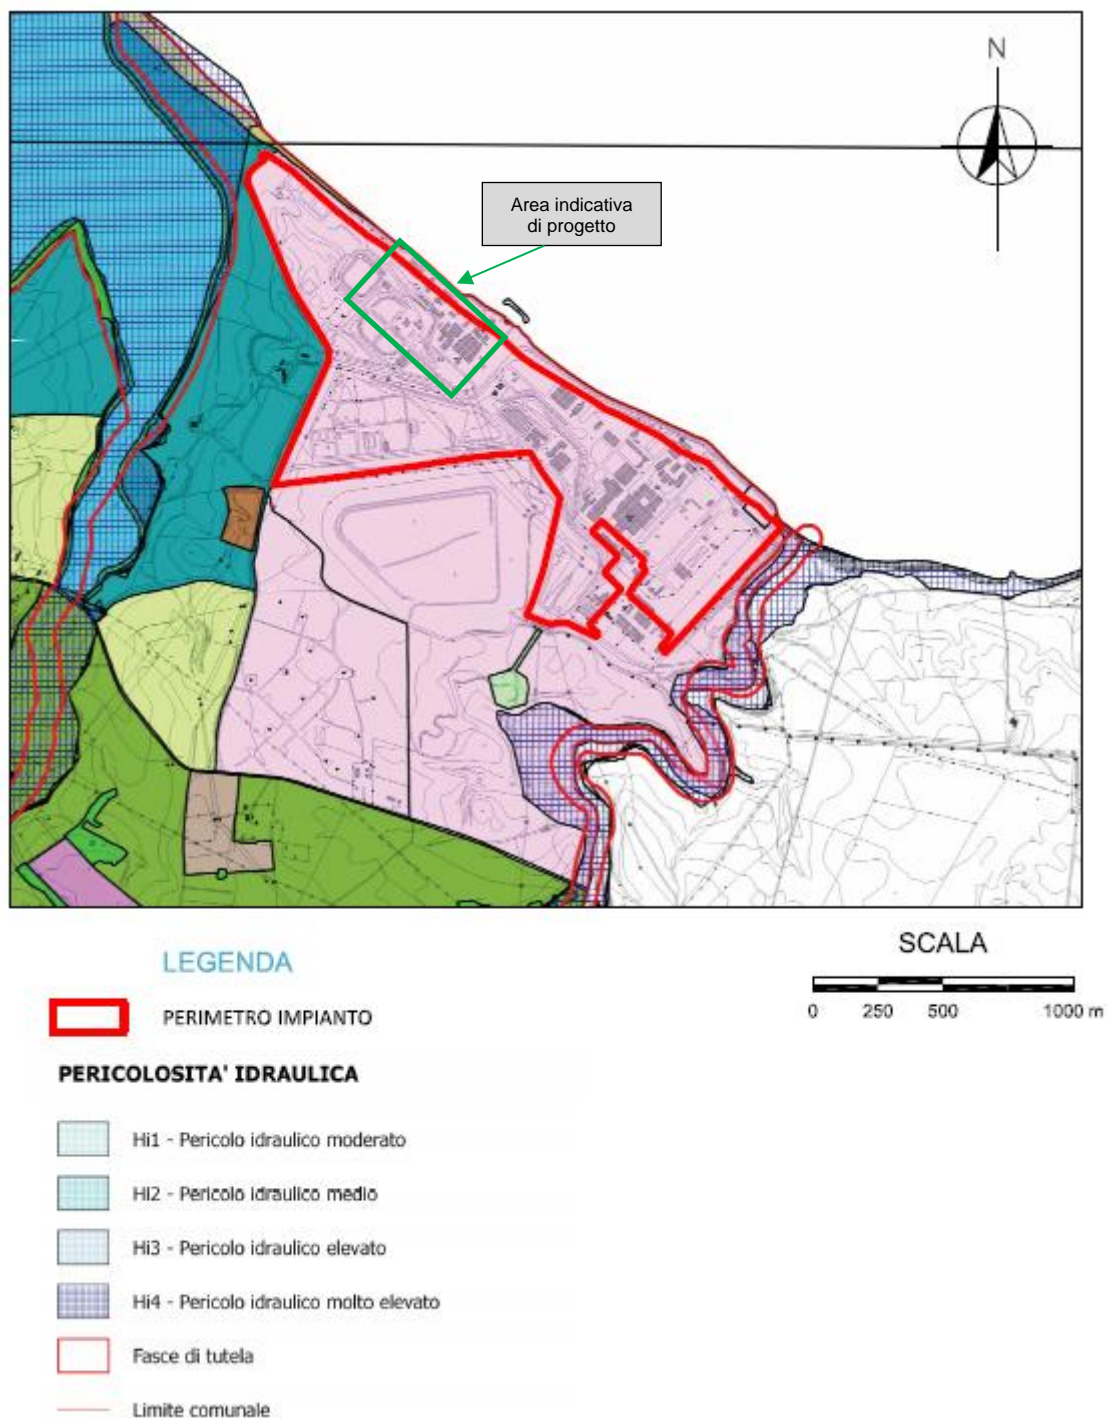 N
Area indicativa
di progetto
LEGENDA
SCALA
0 250 500 1000 m
PERIMETRO IMPIANTO
PERICOLOSITA' IDRAULICA
Hi1 - Pericolo idraulico moderato
Hi2 - Pericolo idraulico medio
Hi3 - Pericolo idraulico elevato
Hi4 - Pericolo idraulico molto elevato
Fasce di tutela
Limite comunale